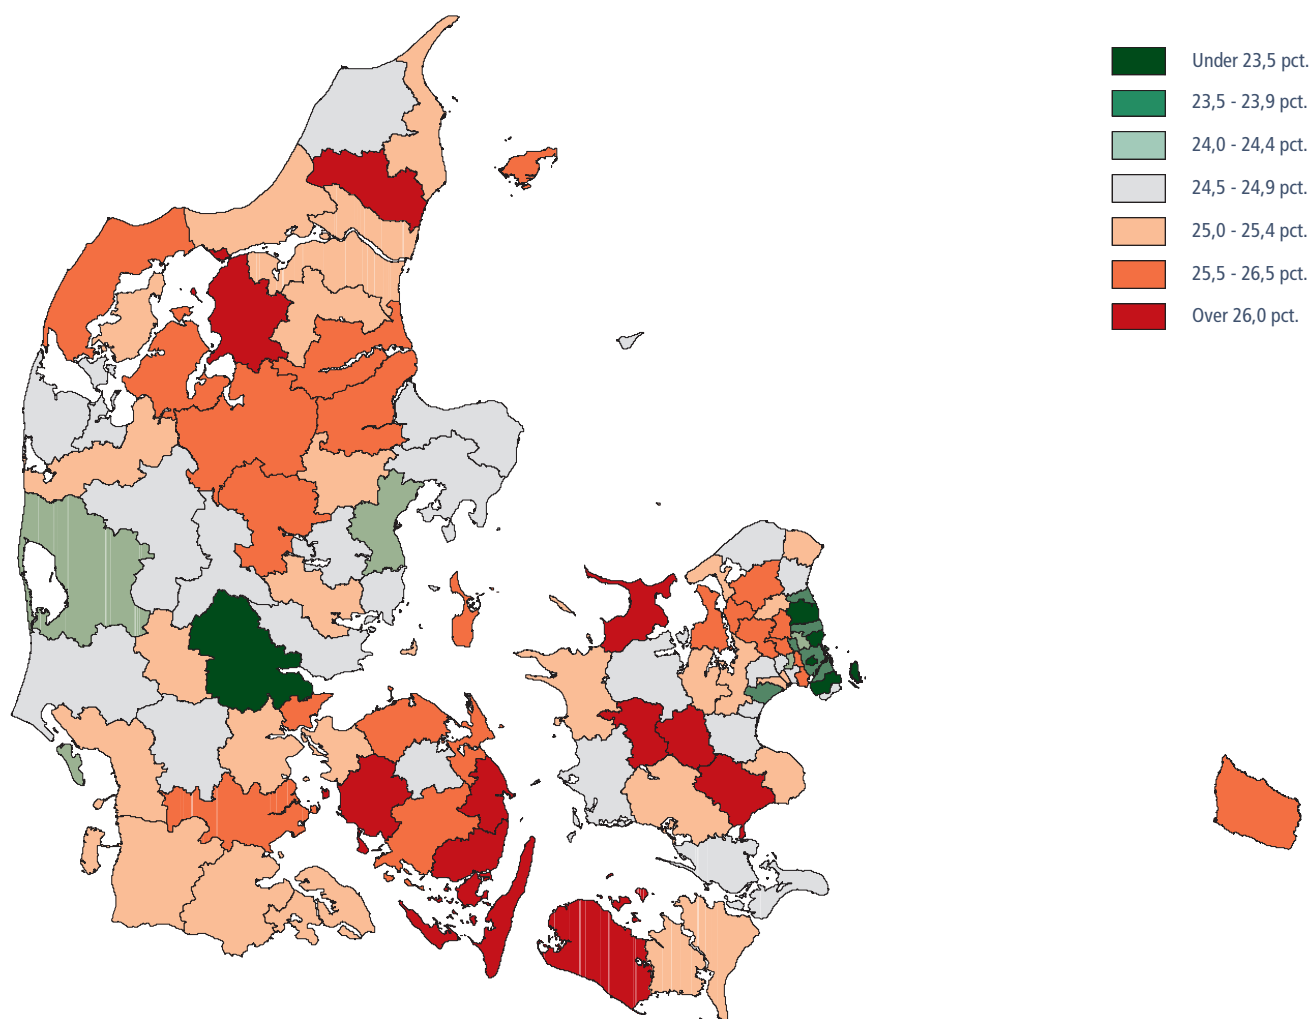 Under 23,5 pct.
23,5 - 23,9 pct.
24,0 - 24,4 pct.
24,5 - 24,9 pct.
25,0 - 25,4 pct.
25,5 - 26,5 pct.
Over 26,0 pct.